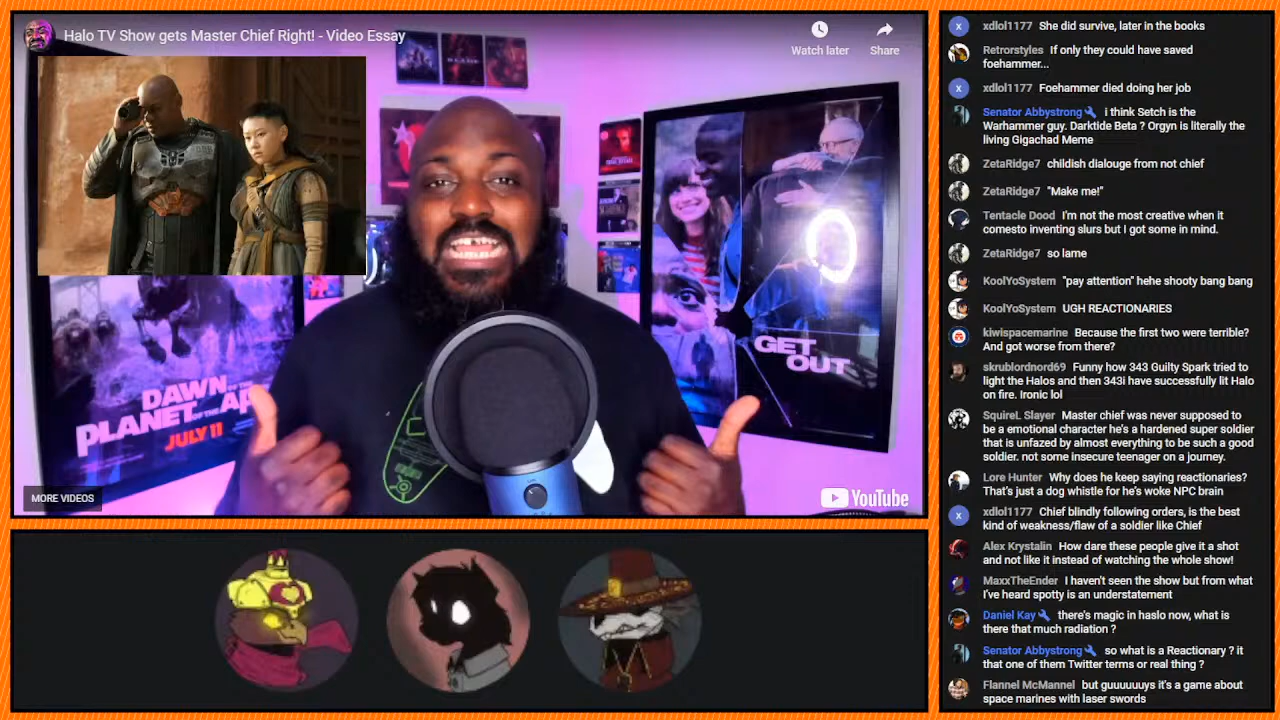 Halo TV Show gets Master Chief Right! - Video Essay
Watch later
Share
DAWN OF THE
PLANET OF THE AP
JULY 11
GET
OUT
MORE VIDEOS
YouTube
xdlol1177 She did survive, later in the books
Retrorstyles If only they could have saved
foehammer...
xdlol1177 Foehammer died doing her job
Senator Abbystrong i think Setch is the
Warhammer guy. Darktide Beta ? Orgyn is literally the
living Gigachad Meme
ZetaRidge7 childish dialouge from not chief
ZetaRidge7 "Make me!"
Tentacle Dood I'm not the most creative when it
comesto inventing slurs but I got some in mind.
ZetaRidge7 so lame
KoolYoSystem "pay attention" hehe shooty bang bang
KoolYoSystem UGH REACTIONARIES
kiwispacemarine Because the first two were terrible?
And got worse from there?
skrublordnord69 Funny how 343 Guilty Spark tried to
light the Halos and then 343i have successfully lit Halo
on fire. Ironic lol
SquireL Slayer Master chief was never supposed to
be a emotional character he's a hardened super soldier
that is unfazed by almost everything to be such a good
soldier. not some insecure teenager on a journey.
Lore Hunter Why does he keep saying reactionaries?
That's just a dog whistle for he's woke NPC brain
xdlol1177 Chief blindly following orders, is the best
kind of weakness/flaw of a soldier like Chief
Alex Krystalin How dare these people give it a shot
and not like it instead of watching the whole show!
MaxxTheEnder I haven't seen the show but from what
I've heard spotty is an understatement
Daniel Kay there's magic in haslo now, what is
there that much radiation ?
Senator Abbystrong so what is a Reactionary ? it
that one of them Twitter terms or real thing ?
Flannel McMannel but guuuuuuys it's a game about
space marines with laser swords